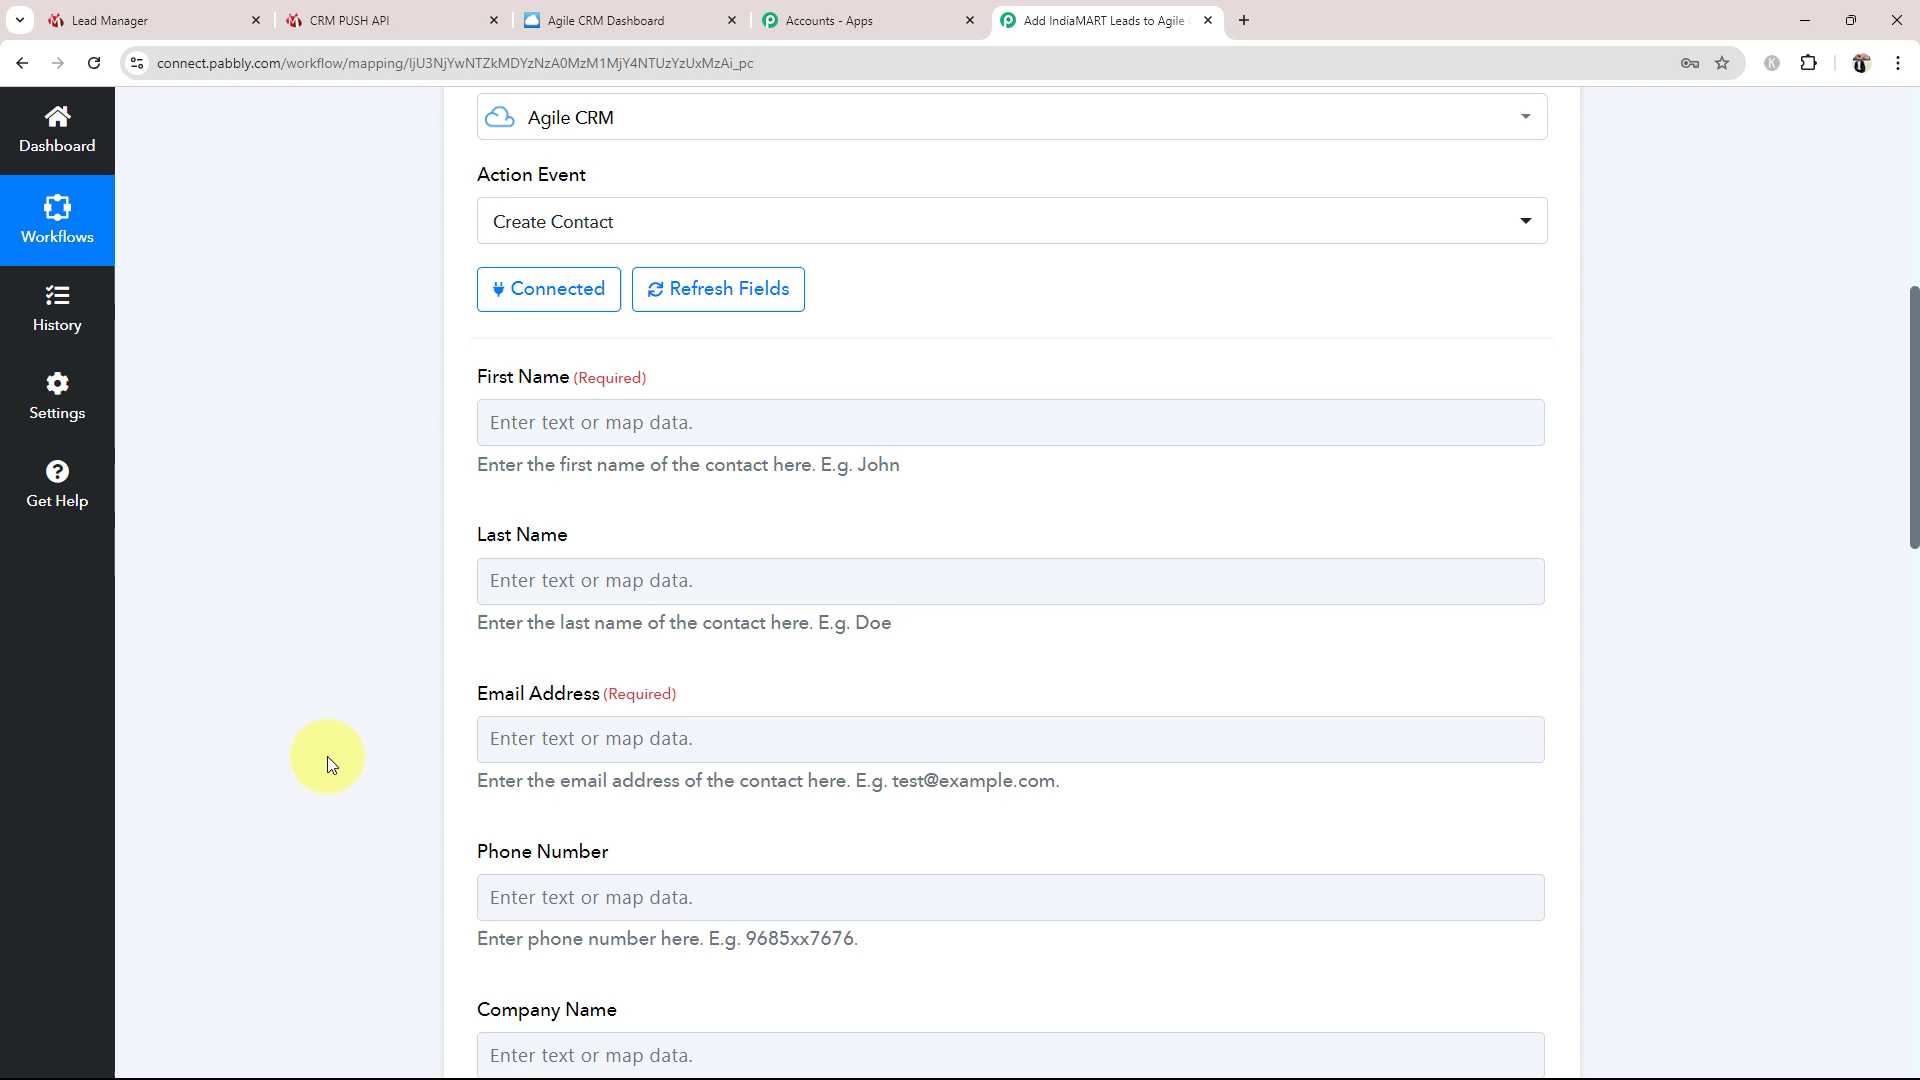 Lead Manager
CRM PUSH API
Agile CRM Dashboard
Accounts - Apps
Add IndiaMART Leads to Agile
connect.pabbly.com/workflow/mapping/IjU3NjYwNTZkMDYzNzA0MzM1MjY4NTUzYzUxMzAi_pc
K
Dashboard
Workflows
History
Settings
Get Help
Agile CRM
Action Event
Create Contact
Connected
Refresh Fields
First Name (Required)
Enter text or map data.
Enter the first name of the contact here. E.g. John
Last Name
Enter text or map data.
Enter the last name of the contact here. E.g. Doe
Email Address (Required)
Enter text or map data.
Enter the email address of the contact here. E.g. test@example.com.
Phone Number
Enter text or map data.
Enter phone number here. E.g. 9685xx7676.
Company Name
Enter text or map data.